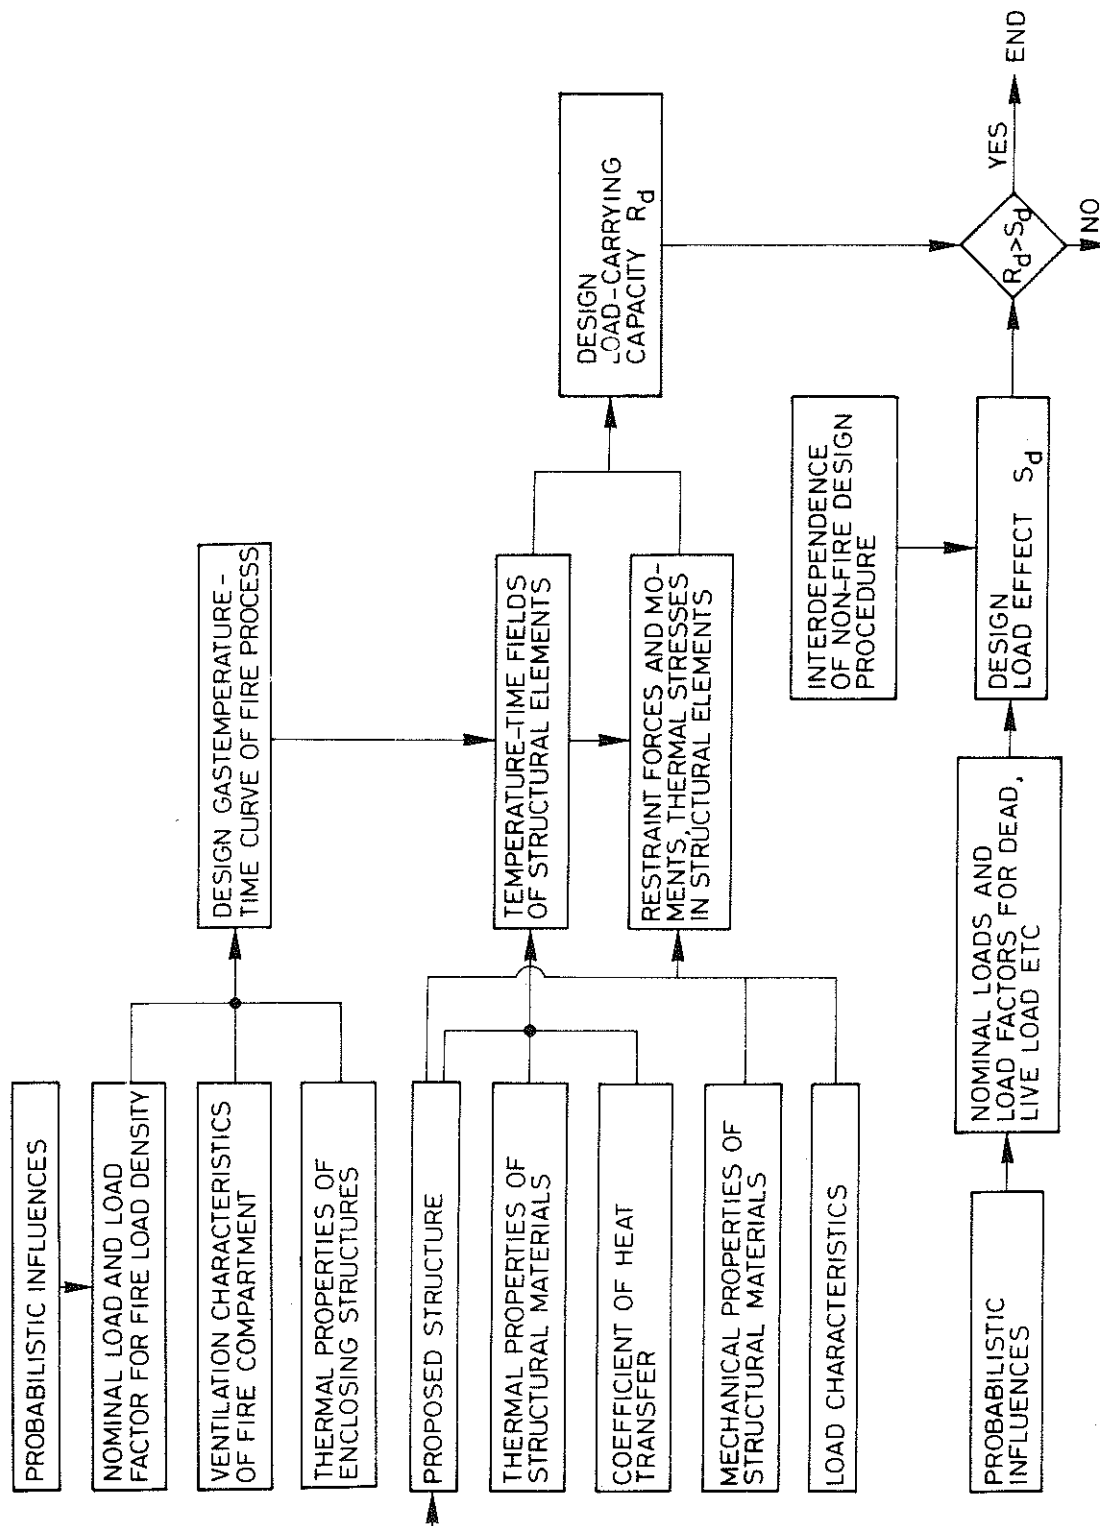 PROBABILISTIC INFLUENCES
NOMINAL LOAD AND LOAD
FACTOR FOR FIRE LOAD DENSITY
VENTILATION CHARACTERISTICS
OF FIRE COMPARTMENT
THERMAL PROPERTIES OF
ENCLOSING STRUCTURES
PROPOSED STRUCTURE
THERMAL PROPERTIES OF
STRUCTURAL MATERIALS
COEFFICIENT OF HEAT
TRANSFER
MECHANICAL PROPERTIES OF
STRUCTURAL MATERIALS
LOAD CHARACTERISTICS
DESIGN GASTEMPERATURE-
TIME CURVE OF FIRE PROCESS
TEMPERATURE-TIME FIELDS
OF STRUCTURAL ELEMENTS
RESTRAINT FORCES AND MO-
MENTS, THERMAL STRESSES
IN STRUCTURAL ELEMENTS
DESIGN
LOAD-CARRYING
CAPACITY Rd
PROBABILISTIC
INFLUENCES
NOMINAL LOADS AND
LOAD FACTORS FOR DEAD,
LIVE LOAD ETC
INTERDEPENDENCE
OF NON-FIRE DESIGN
PROCEDURE
DESIGN
LOAD EFFECT Sd
Rd>Sd
YES
END
NO